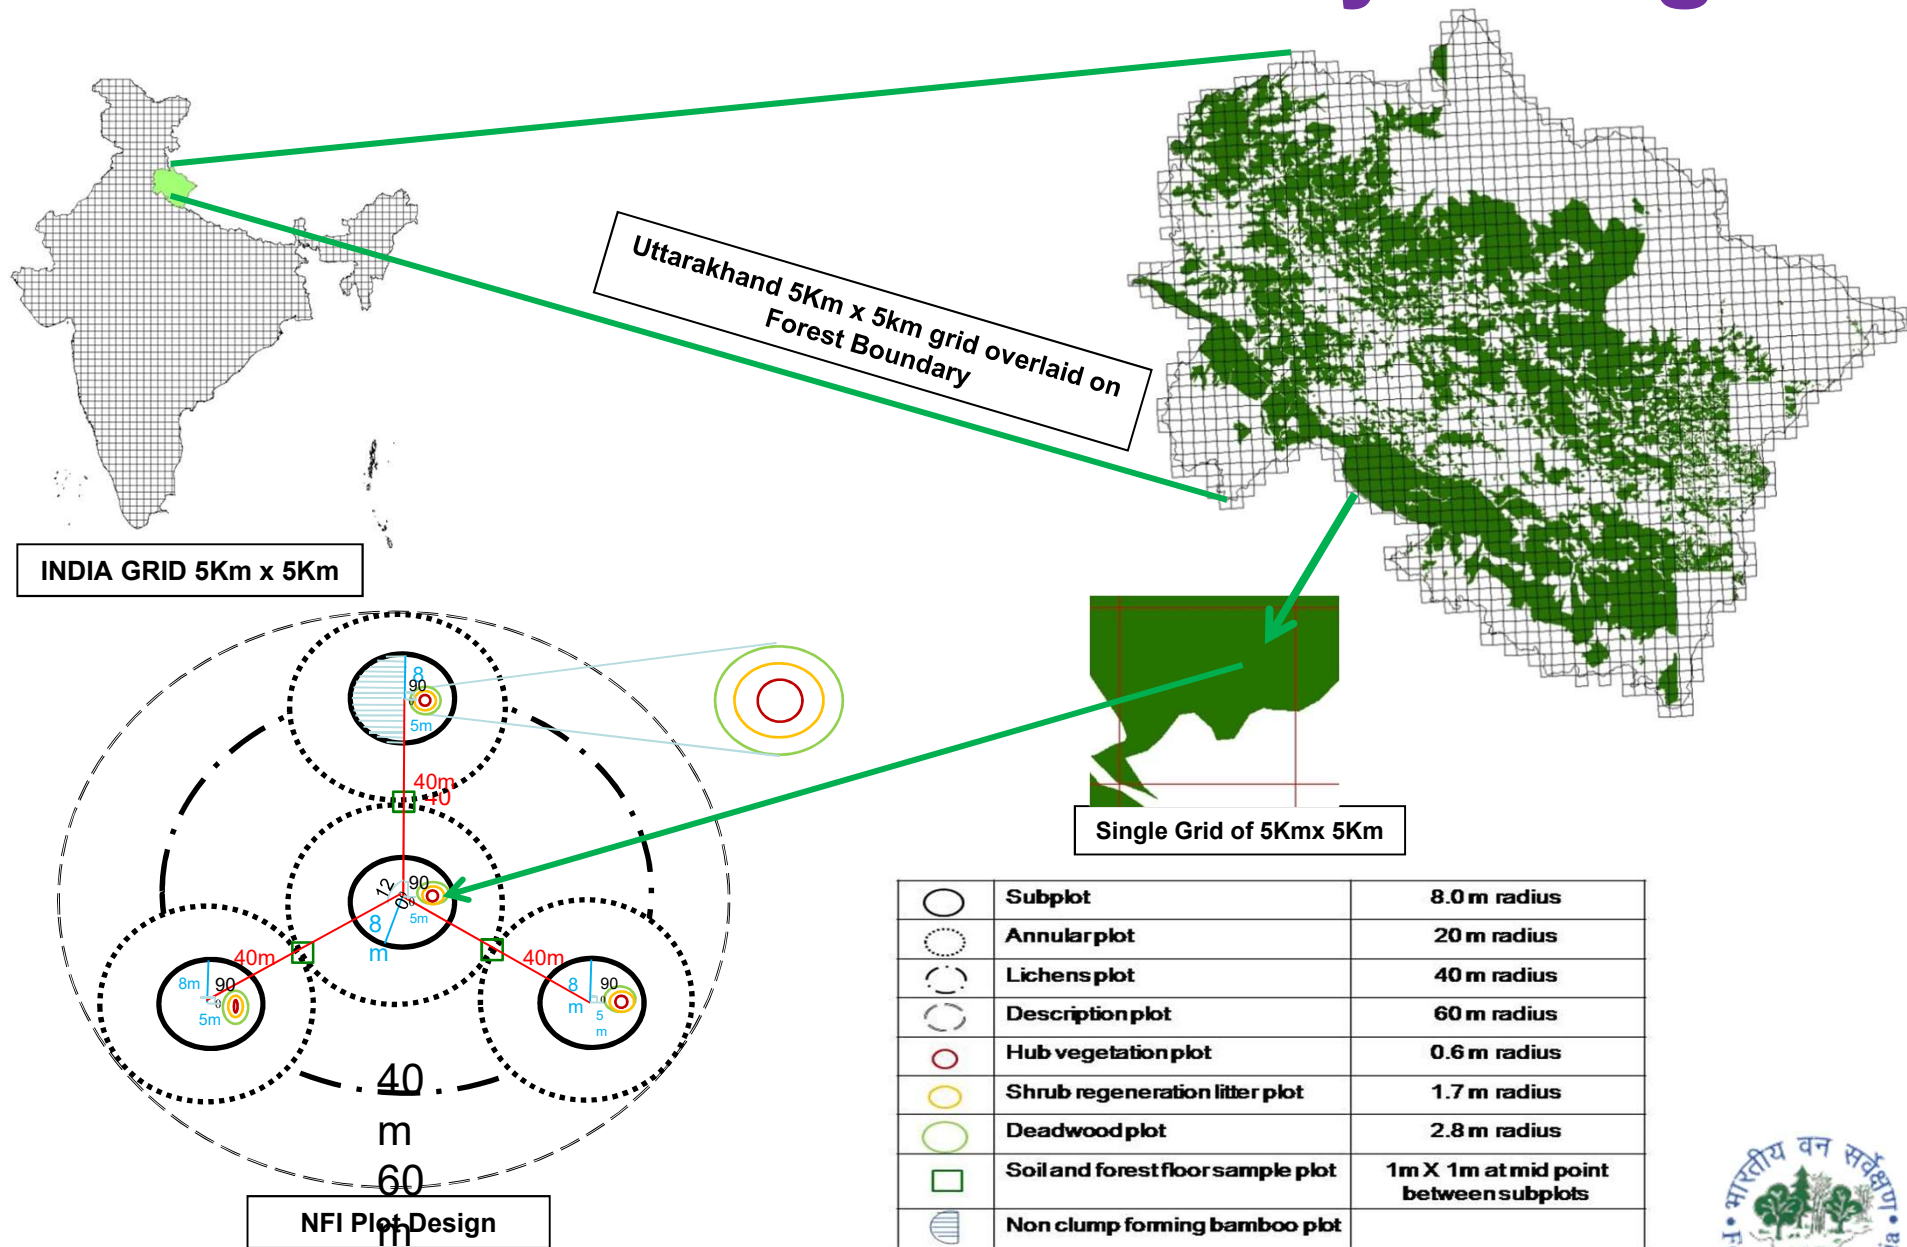 Uttarakhand 5Km x 5km grid overlaid on
Forest Boundary
INDIA GRID 5Km x 5Km
Single Grid of 5Kmx 5Km
8
90
0
5m
40m
40
12
0
90
0
8
m
5m
40m
40m
8m
90
0
5m
8
m
90
0
5
m
40
m
60
m
NFI Plot Design
Subplot 8.0 m radius
Annular plot 20 m radius
Lichens plot 40 m radius
Description plot 60 m radius
Hub vegetation plot 0.6 m radius
Shrub regeneration litter plot 1.7 m radius
Deadwood plot 2.8 m radius
Soil and forest floor sample plot 1m X 1m at mid point
between subplots
Non clump forming bamboo plot
भारतीय वन सर्वेक्षण